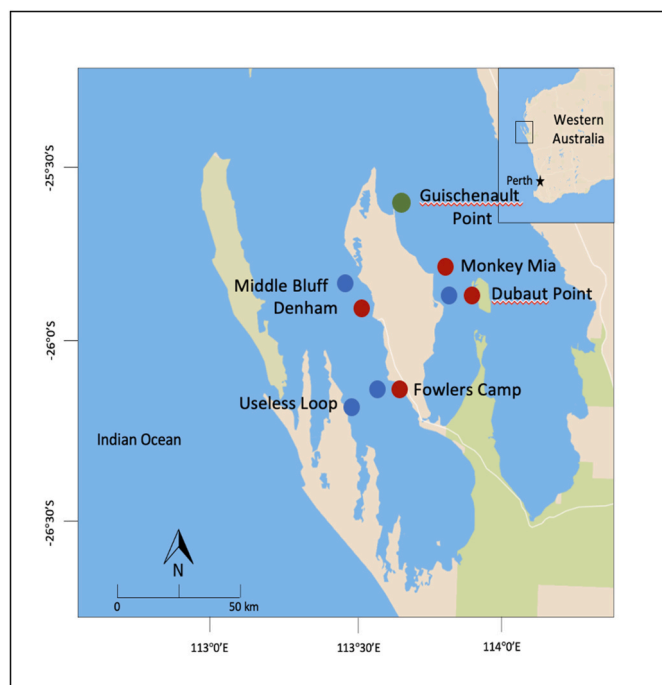 Western
Australia
Perth
-25°30'S
Guischenault
Point
Monkey Mia
Middle Bluff
Dubaut Point
Denham
-26°0'S
Fowlers Camp
Useless Loop
Indian Ocean
-26°30'S
N
0 50 km
113°0'E 113°30'E 114°0'E